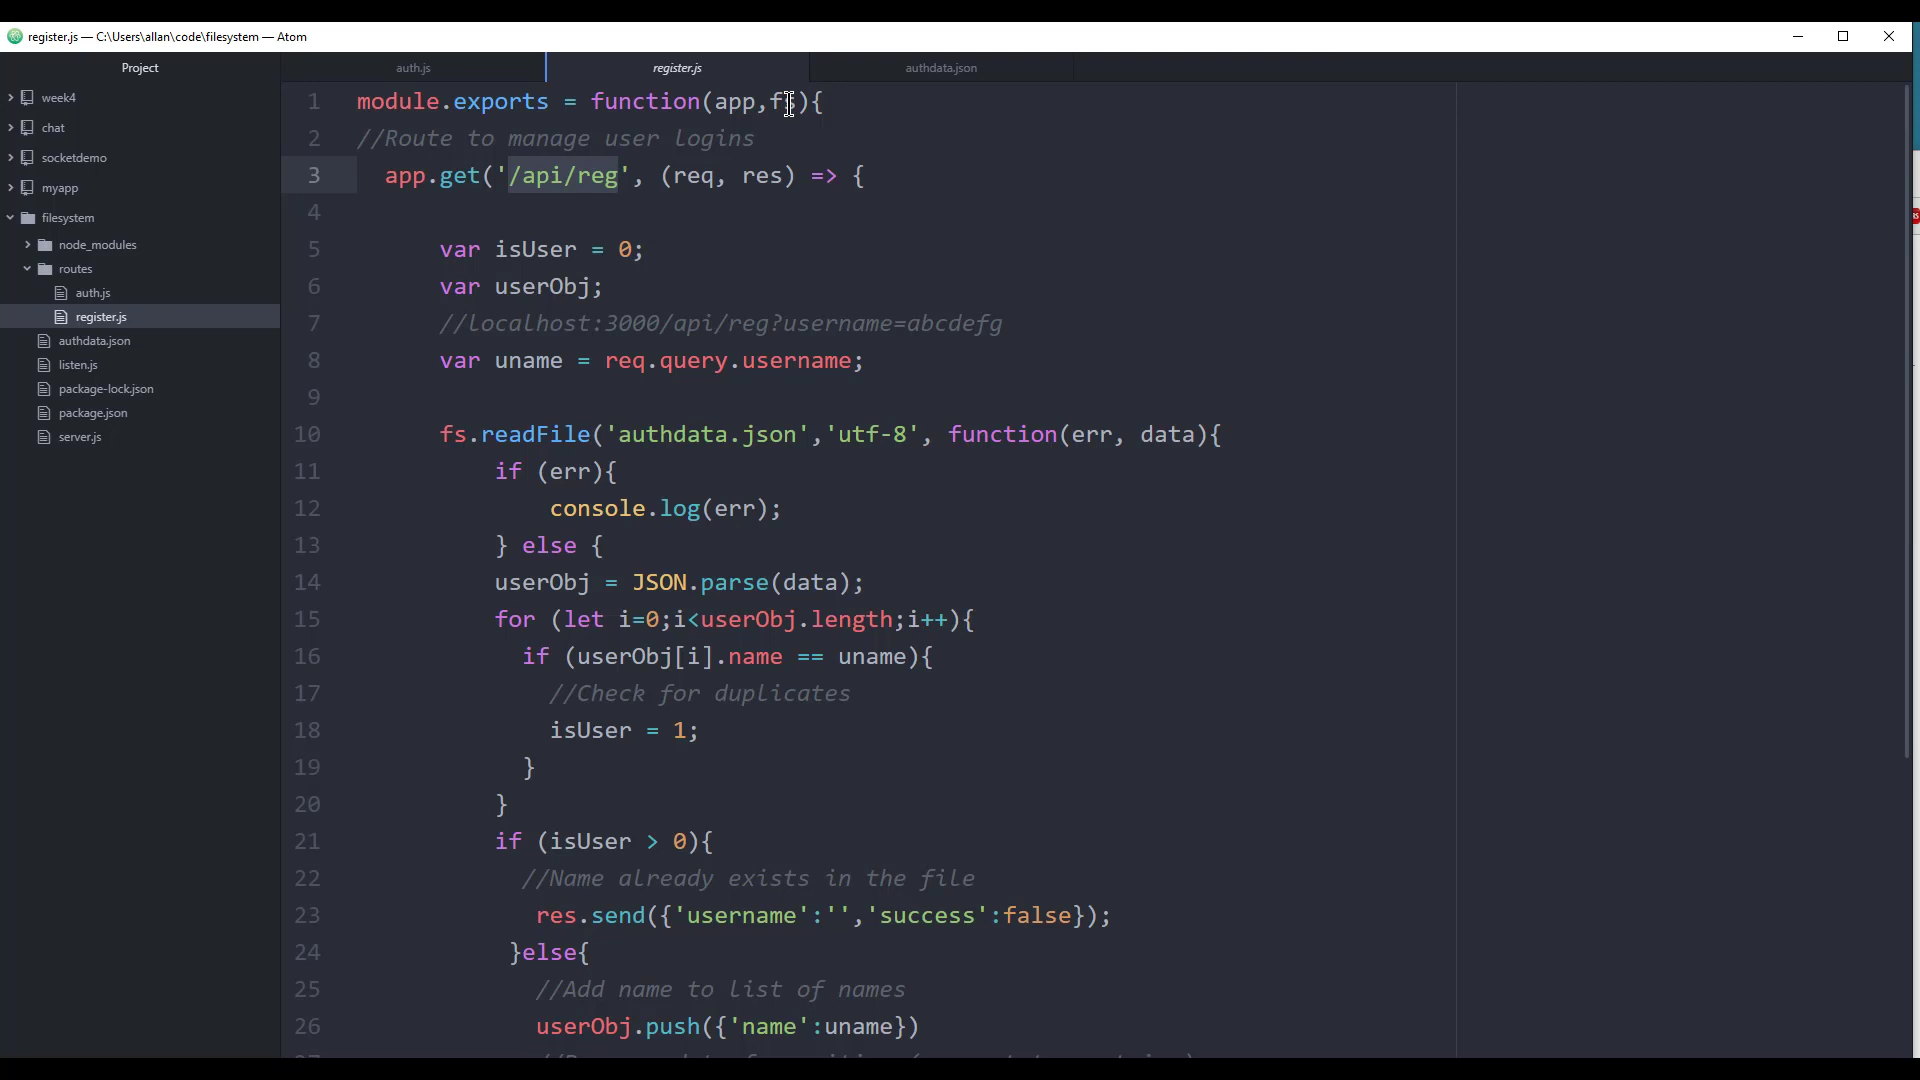 register.js — C:\Users\allan\code\filesystem — Atom
Project
auth.js
register.js
authdata.json
week4
chat
socketdemo
myapp
filesystem
node_modules
routes
auth.js
register.js
authdata.json
listen.js
package-lock.json
package.json
server.js
1 module.exports = function(app,fs){
2 //Route to manage user logins
3 app.get('/api/reg', (req, res) => {
4
5 var isUser = 0;
6 var userObj;
7 //localhost:3000/api/reg?username=abcdefg
8 var uname = req.query.username;
9
10 fs.readFile('authdata.json','utf-8', function(err, data){
11 if (err){
12 console.log(err);
13 } else {
14 userObj = JSON.parse(data);
15 for (let i=0;i<userObj.length;i++){
16 if (userObj[i].name == uname){
17 //Check for duplicates
18 isUser = 1;
19 }
20 }
21 if (isUser > 0){
22 //Name already exists in the file
23 res.send({'username':'','success':false});
24 }else{
25 //Add name to list of names
26 userObj.push({'name':uname})